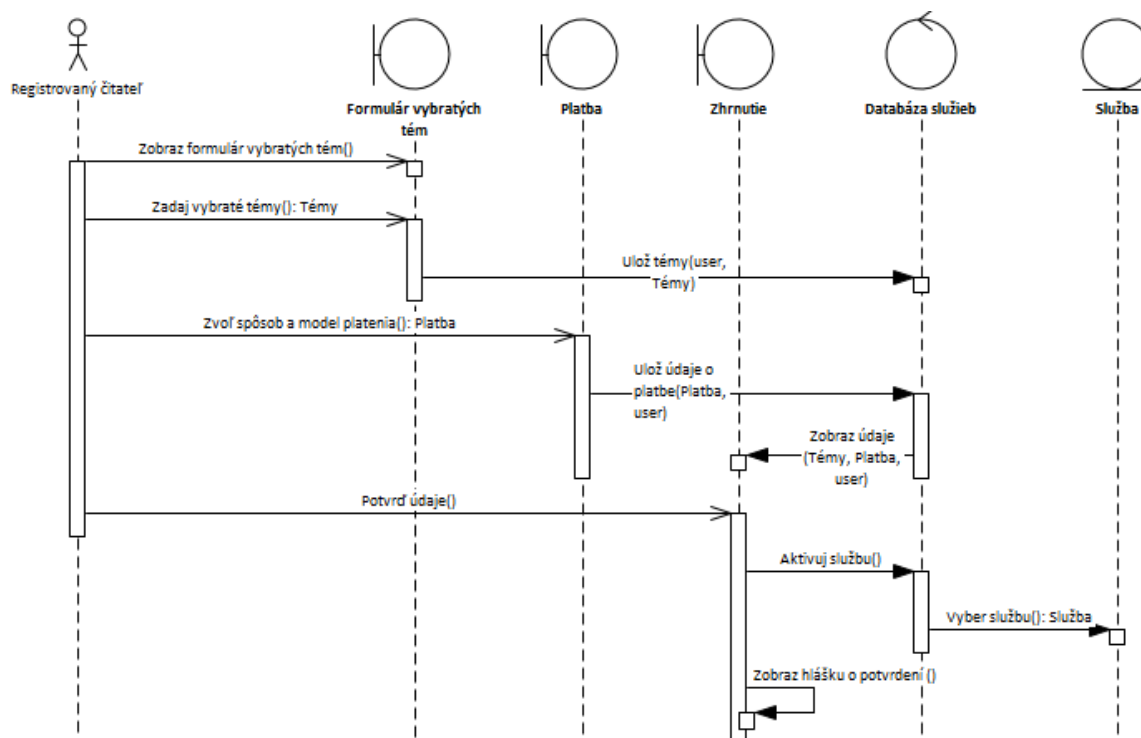 Registrovaný čitateľ
Formulár vybratých
tém
Platba
Zhrnutie
Databáza služieb
Služba
Zobraz formulár vybratých tém()
Zadaj vybraté témy(): Témy
Ulož témy(user,
Témy)
Zvoľ spôsob a model platenia(): Platba
Ulož údaje o
platbe(Platba,
user)
Zobraz údaje
(Témy, Platba,
user)
Potvrď údaje()
Aktivuj službu()
Vyber službu(): Služba
Zobraz hlášku o potvrdení ()